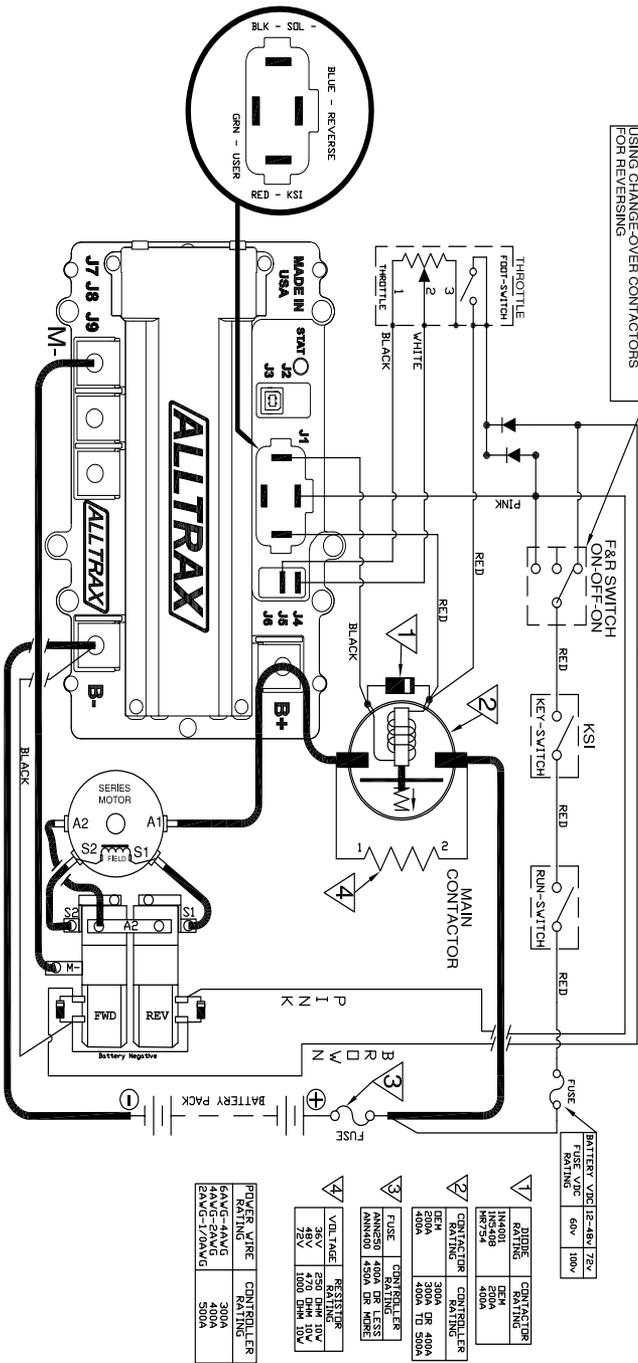 USING CHANGE-OVER CONTACTORS
FOR REVERSING
BLK - SOL -
BLUE - REVERSE
GRN - USER
RED - KSI
THROTTLE
FOOT-SWITCH
1
2
3
THROTTLE
BLACK
WHITE
PINK
RED
F&R SWITCH
ON-OFF-ON
RED
KSI
KEY-SWITCH
RED
RUN-SWITCH
RED
FUSE
BATTERY VDC 12-48v 72v
FUSE VDC RATING 60v 100v
MADE IN
USA
STAT
J2
J3
J1
J4
J5
J6
ALLTRAX
J7 J8 J9
M-
ALLTRAX
B-
B+
RED
BLACK
1
2
1
2
MAIN
CONTACTOR
4
BLACK
SERIES
MOTOR
A2
A1
S2
S1
FIELD
S2
A2
S1
M-
FWD
REV
Battery Negative
PINK
BROWN
BATTERY PACK
FUSE
3
1
DIODE RATING CONTACTOR RATING
1N4001 OEM
1N5408 200A
MR754 400A
2
CONTACTOR RATING CONTROLLER RATING
OEM 300A
200A 300A OR 400A
400A 400A TO 500A
3
FUSE CONTROLLER RATING
ANN250 400A OR LESS
ANN400 450A OR MORE
4
VOLTAGE RESISTOR RATING
36V 250 OHM 10W
48V 470 OHM 10W
72V 1000 OHM 10W
POWER WIRE RATING CONTROLLER RATING
6AWG-4AWG 300A
4AWG-2AWG 400A
2AWG-1/0AWG 500A